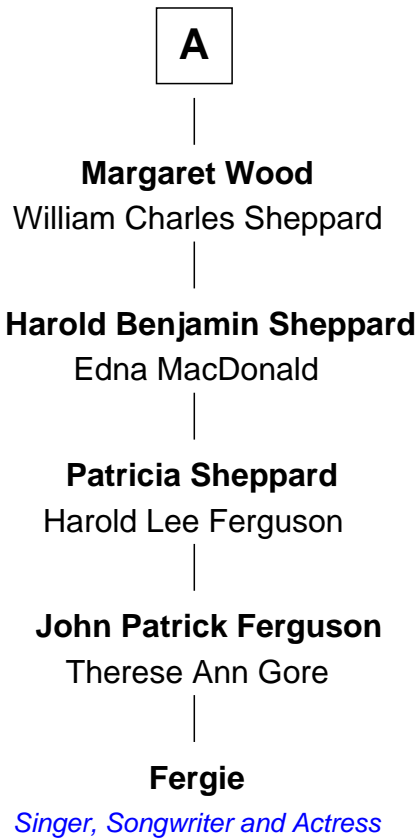 A
Margaret Wood
William Charles Sheppard
Harold Benjamin Sheppard
Edna MacDonald
Patricia Sheppard
Harold Lee Ferguson
John Patrick Ferguson
Therese Ann Gore
Fergie
Singer, Songwriter and Actress